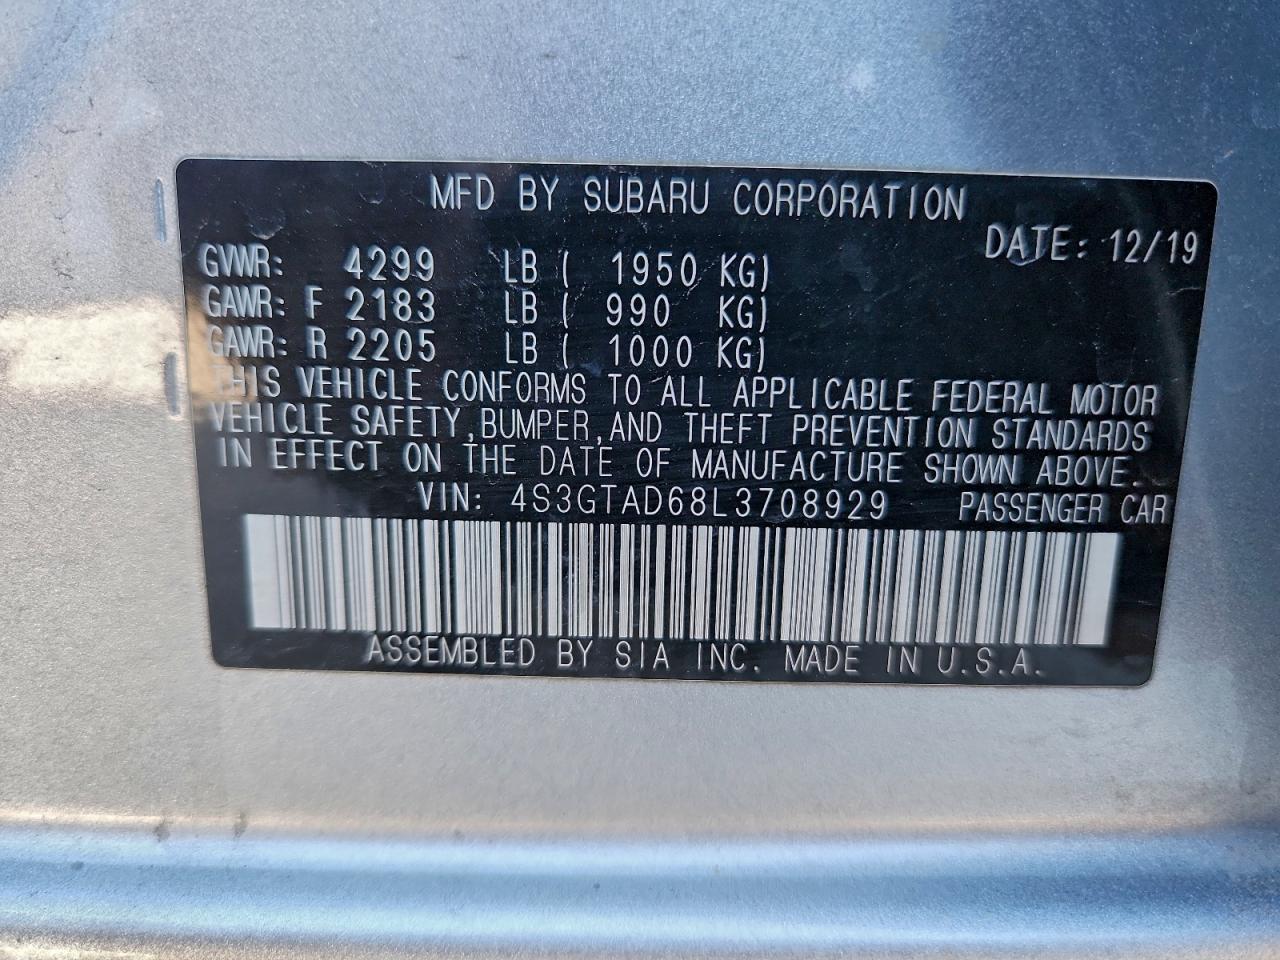 MFD BY SUBARU CORPORATION
DATE: 12/19
GVWR: 4299 LB ( 1950 KG)
GAWR: F 2183 LB ( 990 KG)
GAWR: R 2205 LB ( 1000 KG)
THIS VEHICLE CONFORMS TO ALL APPLICABLE FEDERAL MOTOR
VEHICLE SAFETY, BUMPER, AND THEFT PREVENTION STANDARDS
IN EFFECT ON THE DATE OF MANUFACTURE SHOWN ABOVE.
VIN: 4S3GTAD68L3708929 PASSENGER CAR
ASSEMBLED BY SIA INC. MADE IN U.S.A.